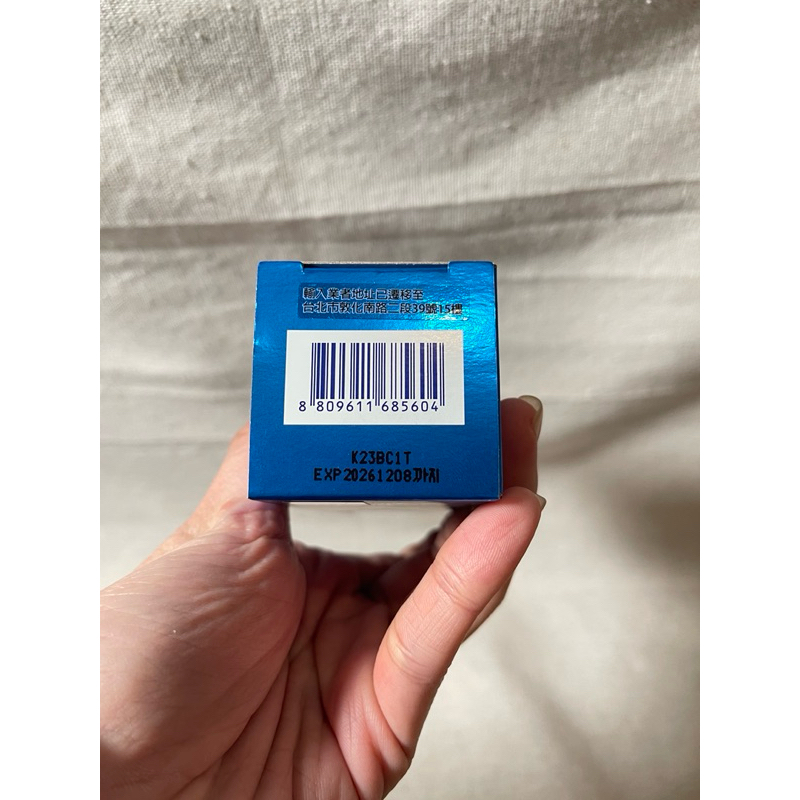 輸入業者地址已遷移至
台北市敦化南路二段39號15樓
8 809611 685604
K23BC1T
EXP20261208까지